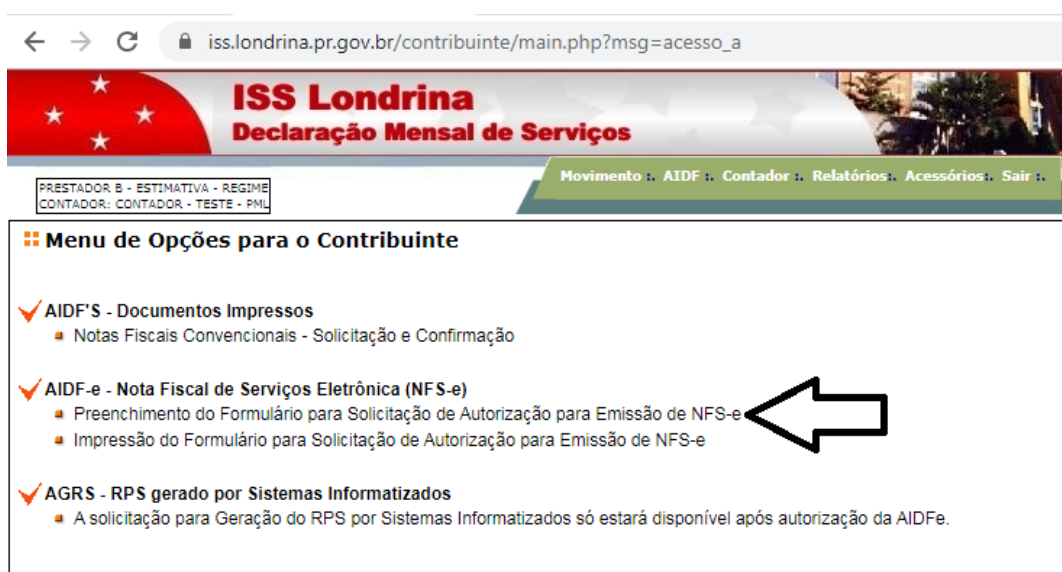 iss.londrina.pr.gov.br/contribuinte/main.php?msg=acesso_a
ISS Londrina
Declaração Mensal de Serviços
Movimento :. AIDF :. Contador :. Relatórios:. Acessórios:. Sair :.
PRESTADOR B - ESTIMATIVA - REGIME
CONTADOR: CONTADOR - TESTE - PML
Menu de Opções para o Contribuinte
AIDF'S - Documentos Impressos
Notas Fiscais Convencionais - Solicitação e Confirmação
AIDF-e - Nota Fiscal de Serviços Eletrônica (NFS-e)
Preenchimento do Formulário para Solicitação de Autorização para Emissão de NFS-e
Impressão do Formulário para Solicitação de Autorização para Emissão de NFS-e
AGRS - RPS gerado por Sistemas Informatizados
A solicitação para Geração do RPS por Sistemas Informatizados só estará disponível após autorização da AIDFe.